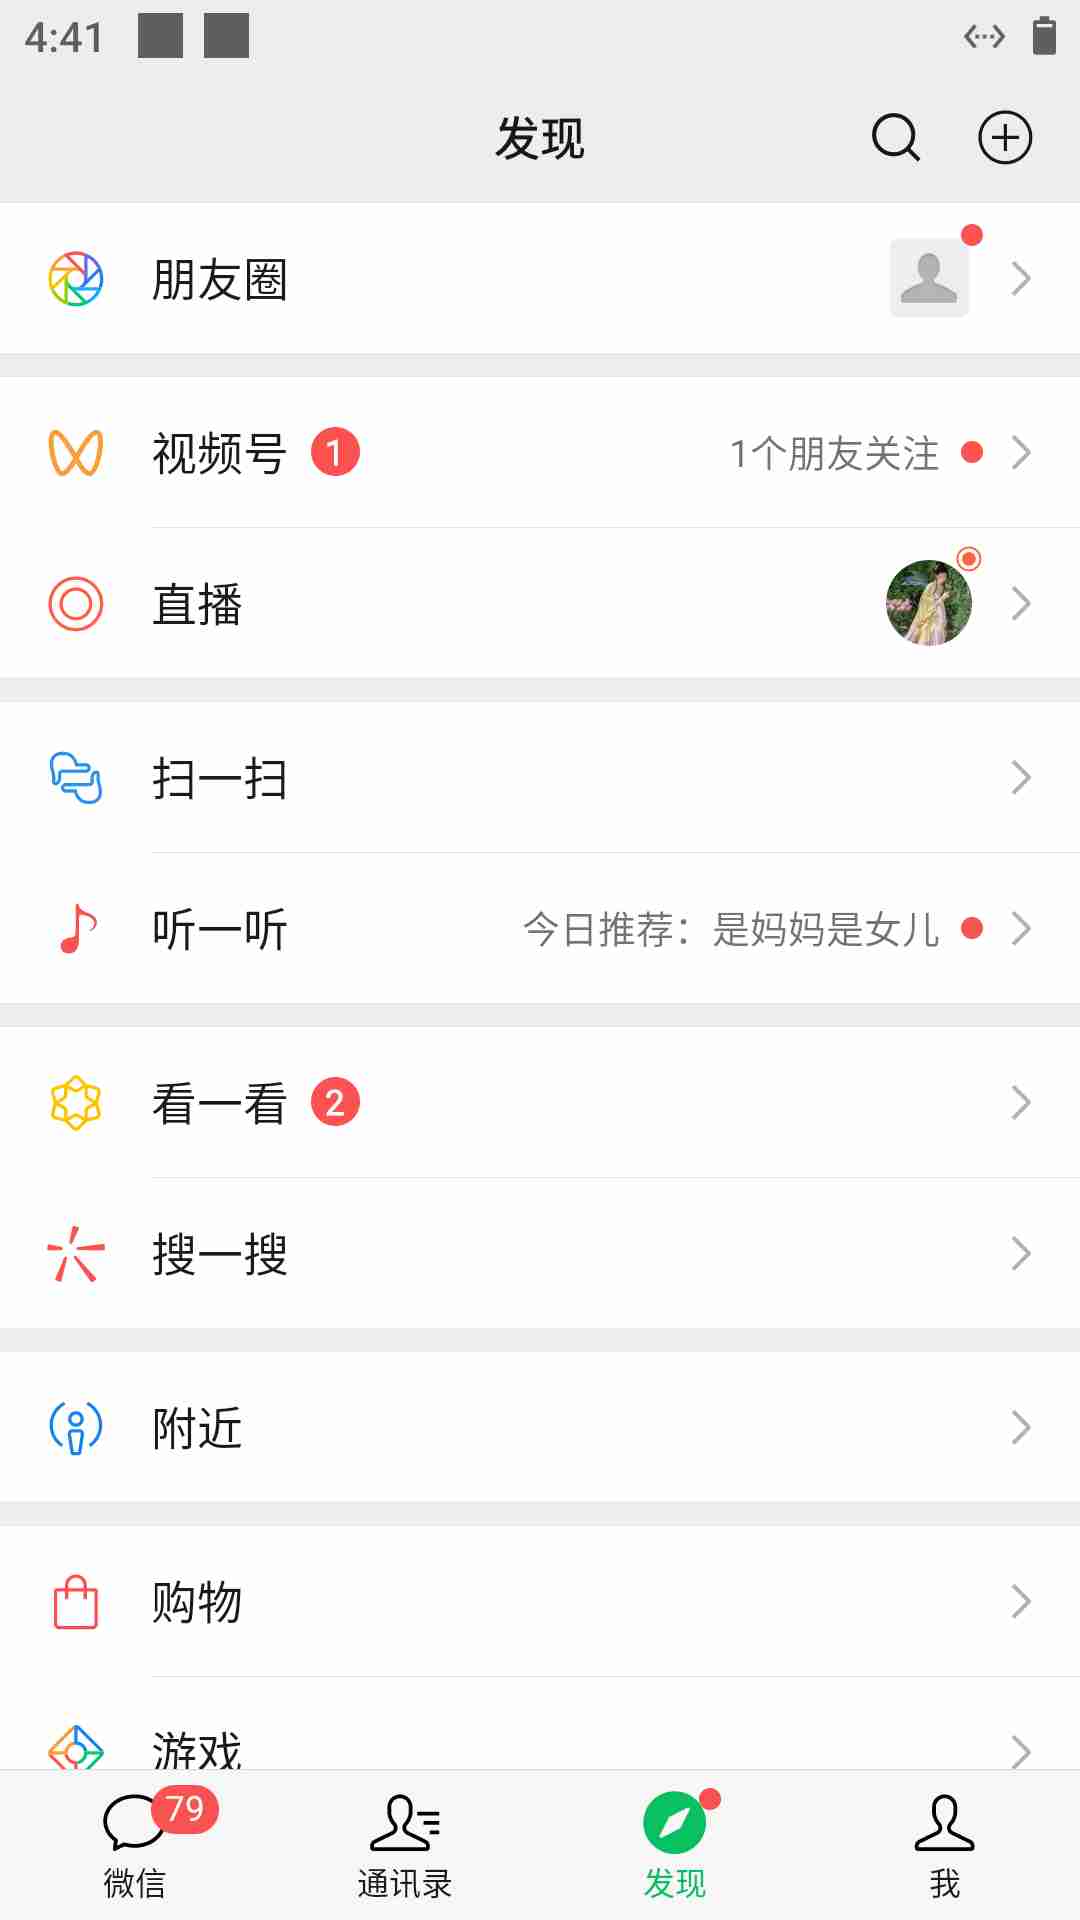 4:41
发现
朋友圈
视频号 1 1个朋友关注
直播
扫一扫
听一听 今日推荐：是妈妈是女儿
看一看 2
搜一搜
附近
购物
游戏
79
微信 通讯录 发现 我